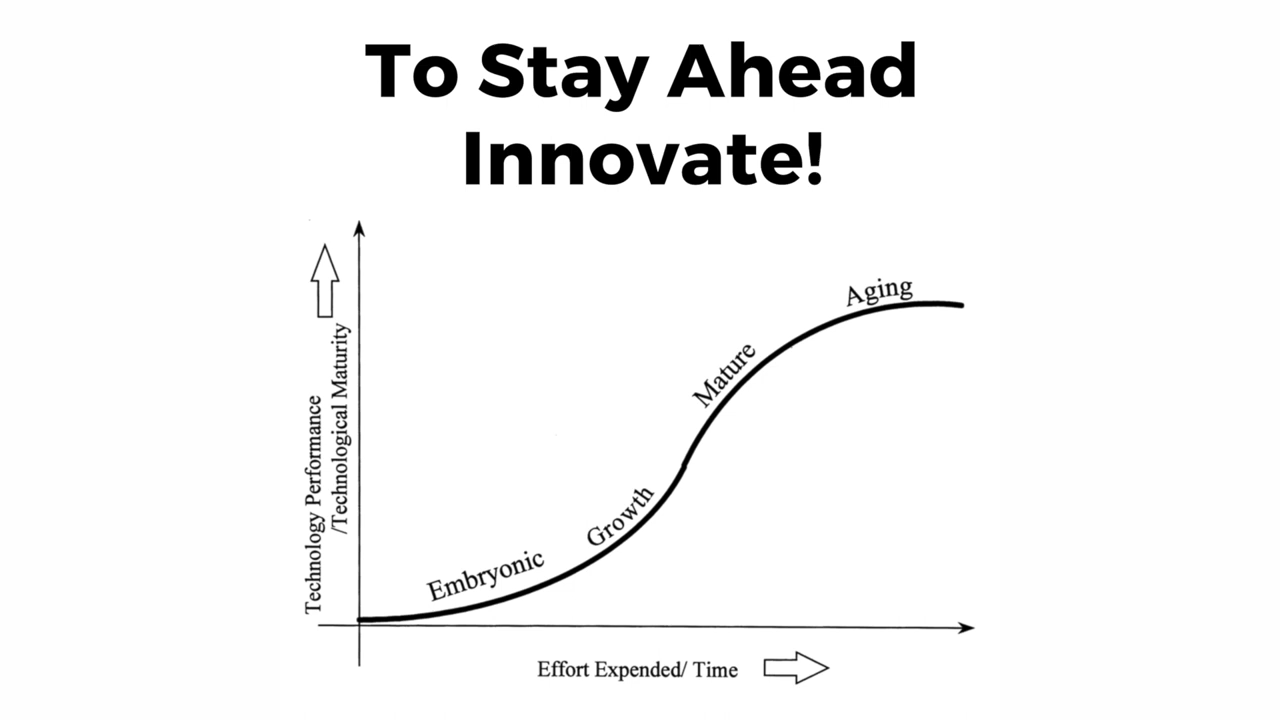 To Stay Ahead
Innovate!
Technology Performance
/Technological Maturity
Embryonic
Growth
Mature
Aging
Effort Expended/ Time